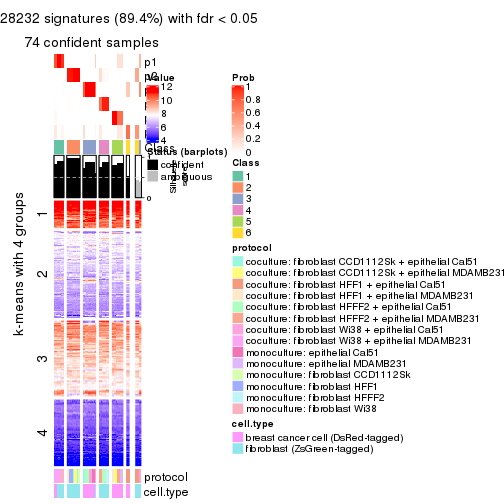 28232 signatures (89.4%) with fdr < 0.05
74 confident samples
p1
Value
12
10
8
6
4
Prob
1
0.8
0.6
0.4
0.2
0
Status (barplots)
confident
ambiguous
Class
1
2
3
4
5
6
k-means with 4 groups
1
2
3
4
protocol
coculture: fibroblast CCD1112Sk + epithelial Cal51
coculture: fibroblast CCD1112Sk + epithelial MDAMB231
coculture: fibroblast HFF1 + epithelial Cal51
coculture: fibroblast HFF1 + epithelial MDAMB231
coculture: fibroblast HFFF2 + epithelial Cal51
coculture: fibroblast HFFF2 + epithelial MDAMB231
coculture: fibroblast Wi38 + epithelial Cal51
coculture: fibroblast Wi38 + epithelial MDAMB231
monoculture: epithelial Cal51
monoculture: epithelial MDAMB231
monoculture: fibroblast CCD1112Sk
monoculture: fibroblast HFF1
monoculture: fibroblast HFFF2
monoculture: fibroblast Wi38
cell.type
breast cancer cell (DsRed-tagged)
fibroblast (ZsGreen-tagged)
protocol
cell.type